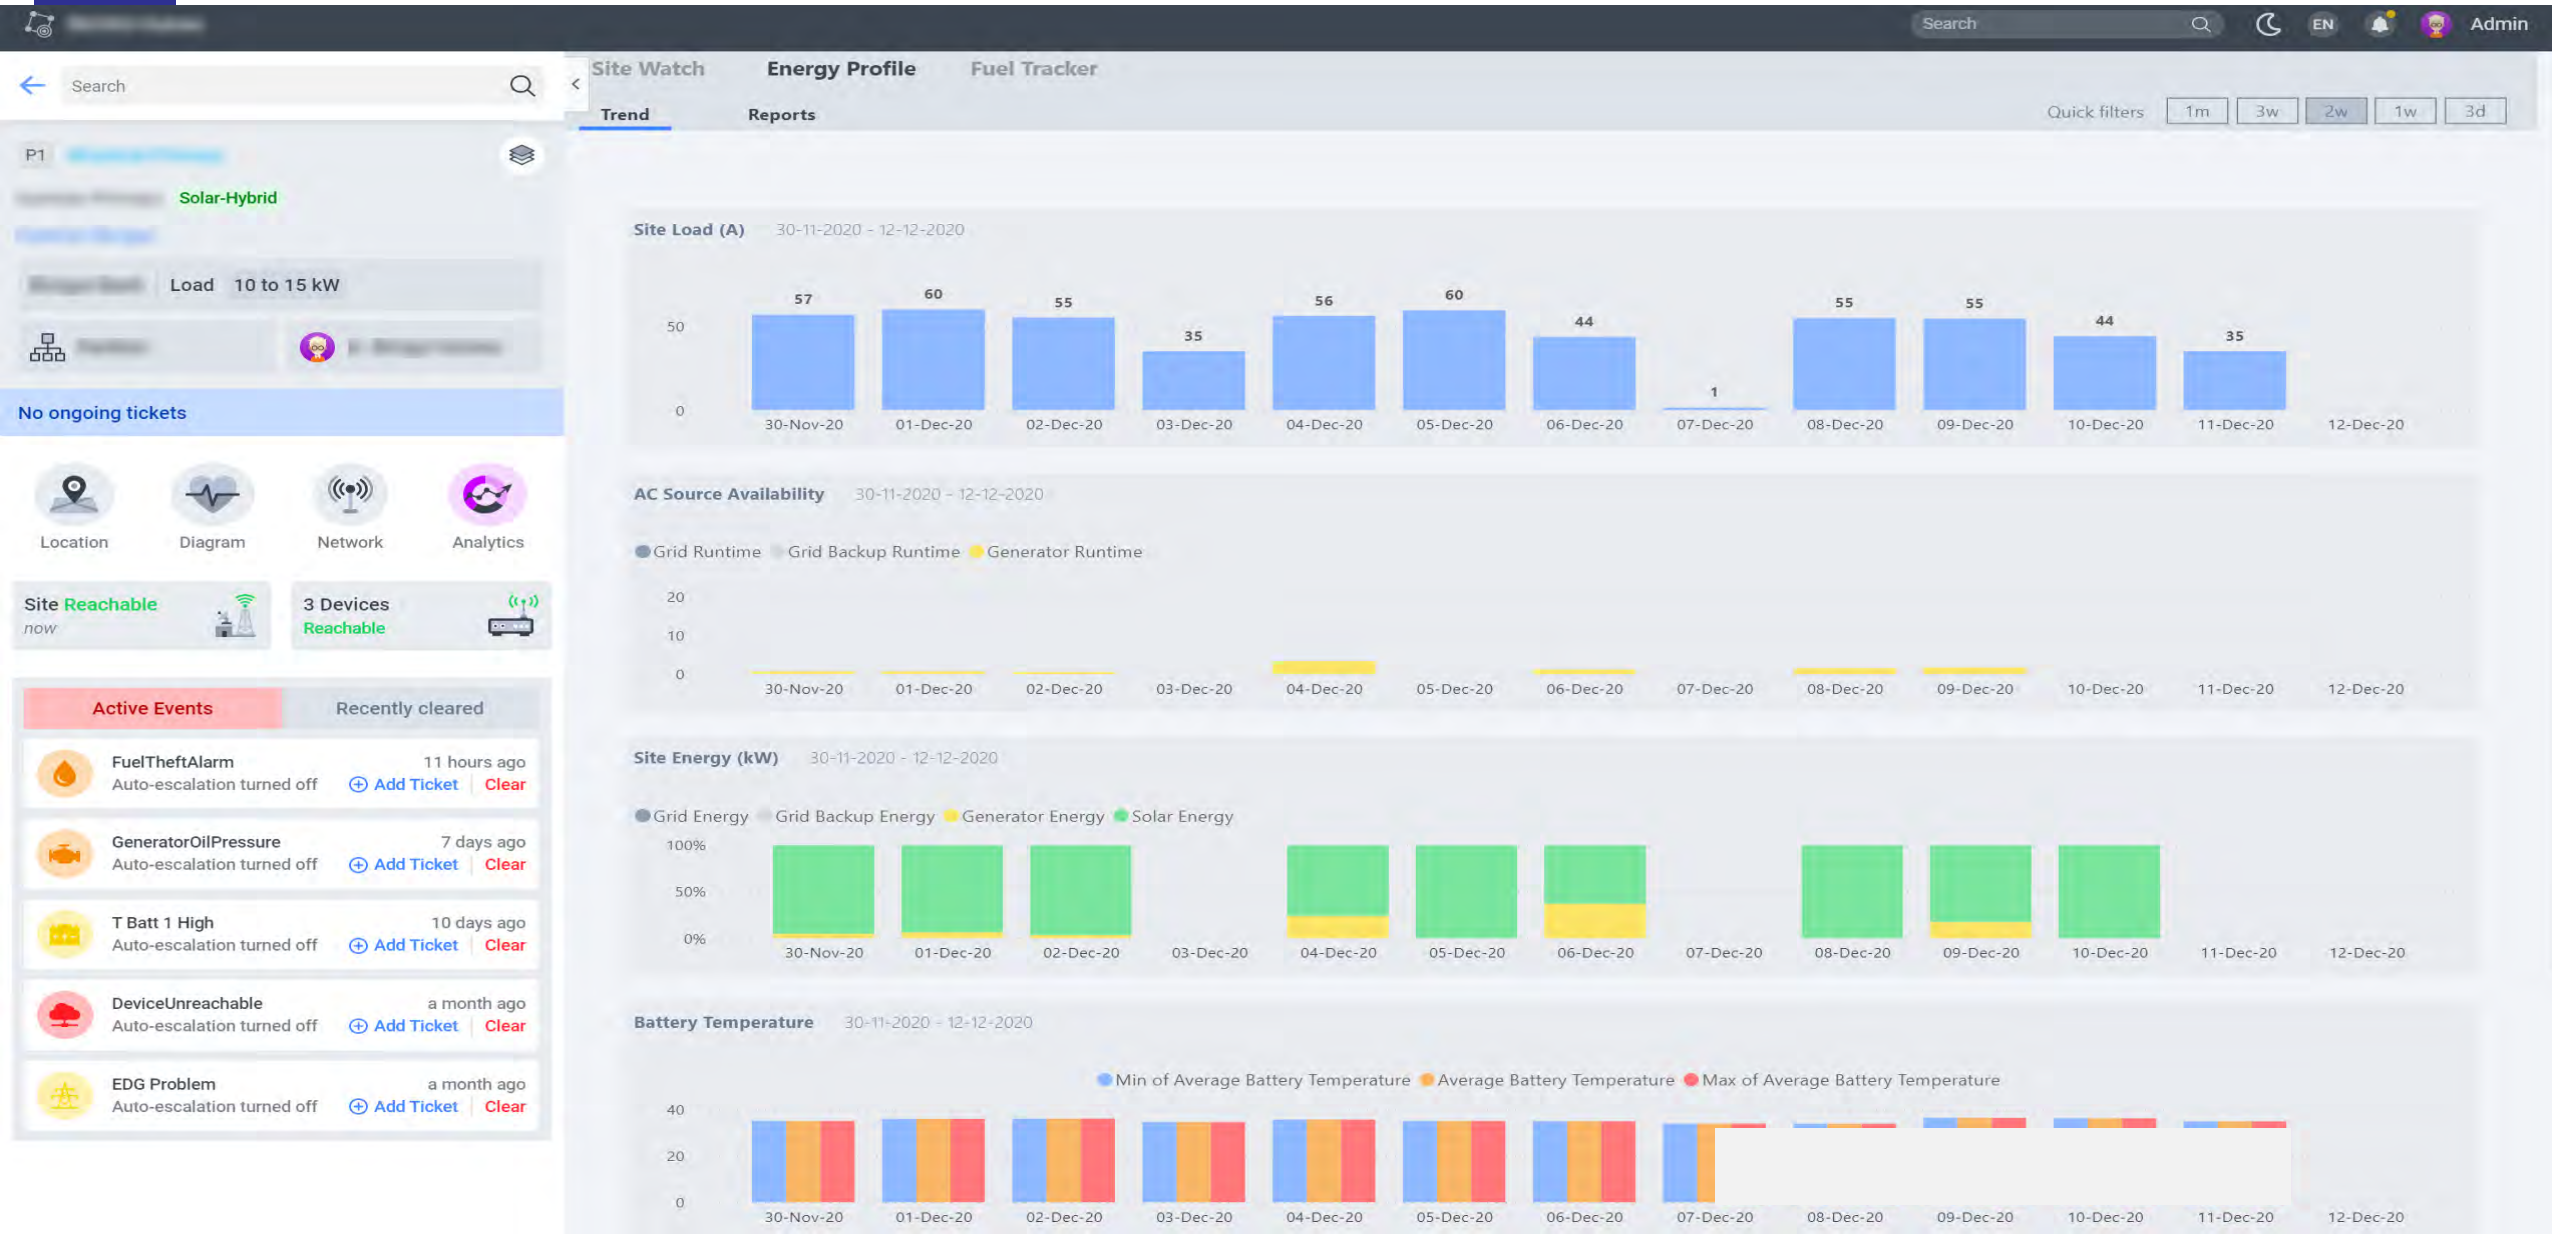 Search
EN
Admin
Search
P1
Solar-Hybrid
Load 10 to 15 kW
No ongoing tickets
Location Diagram Network Analytics
Site Reachable
now
3 Devices
Reachable
Active Events Recently cleared
FuelTheftAlarm 11 hours ago
Auto-escalation turned off Add Ticket Clear
GeneratorOilPressure 7 days ago
Auto-escalation turned off Add Ticket Clear
T Batt 1 High 10 days ago
Auto-escalation turned off Add Ticket Clear
DeviceUnreachable a month ago
Auto-escalation turned off Add Ticket Clear
EDG Problem a month ago
Auto-escalation turned off Add Ticket Clear
Site Watch Energy Profile Fuel Tracker
Trend Reports
Quick filters 1m 3w 2w 1w 3d
Site Load (A) 30-11-2020 - 12-12-2020
57 60 55 35 56 60 44 1 55 55 44 35
50
0
30-Nov-20 01-Dec-20 02-Dec-20 03-Dec-20 04-Dec-20 05-Dec-20 06-Dec-20 07-Dec-20 08-Dec-20 09-Dec-20 10-Dec-20 11-Dec-20 12-Dec-20
AC Source Availability 30-11-2020 - 12-12-2020
Grid Runtime Grid Backup Runtime Generator Runtime
20
10
0
30-Nov-20 01-Dec-20 02-Dec-20 03-Dec-20 04-Dec-20 05-Dec-20 06-Dec-20 07-Dec-20 08-Dec-20 09-Dec-20 10-Dec-20 11-Dec-20 12-Dec-20
Site Energy (kW) 30-11-2020 - 12-12-2020
Grid Energy Grid Backup Energy Generator Energy Solar Energy
100%
50%
0%
30-Nov-20 01-Dec-20 02-Dec-20 03-Dec-20 04-Dec-20 05-Dec-20 06-Dec-20 07-Dec-20 08-Dec-20 09-Dec-20 10-Dec-20 11-Dec-20 12-Dec-20
Battery Temperature 30-11-2020 - 12-12-2020
Min of Average Battery Temperature Average Battery Temperature Max of Average Battery Temperature
40
20
0
30-Nov-20 01-Dec-20 02-Dec-20 03-Dec-20 04-Dec-20 05-Dec-20 06-Dec-20 07-Dec-20 08-Dec-20 09-Dec-20 10-Dec-20 11-Dec-20 12-Dec-20